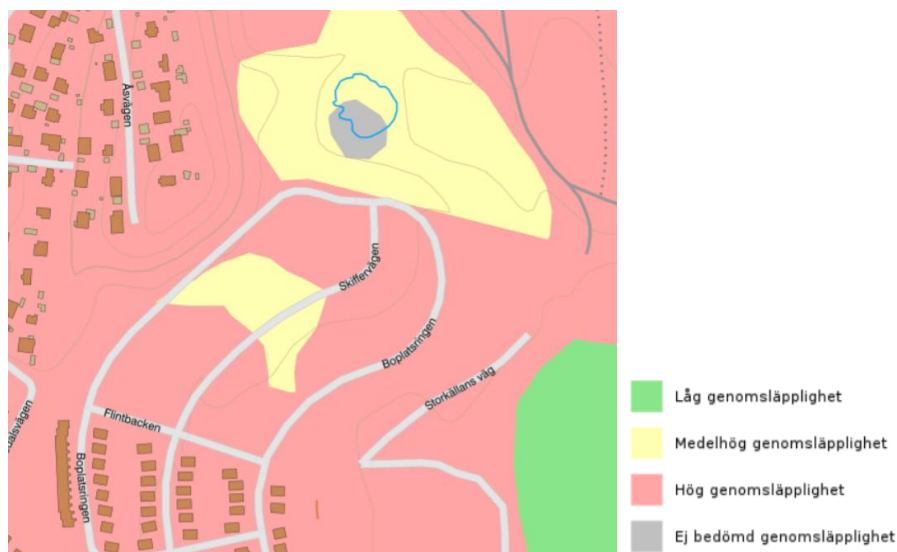 Åsvägen
Skiffervägen
Boplatsringen
Storkällans väg
Flintbacken
Boplatsringen
Låg genomsläpplighet
Medelhög genomsläpplighet
Hög genomsläpplighet
Ej bedömd genomsläpplighet